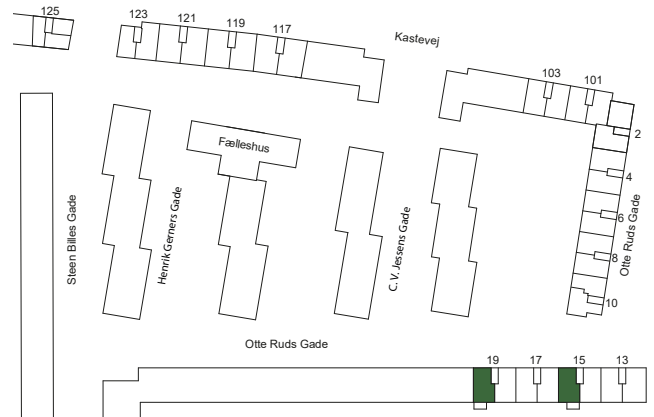 125
123
121
119
117
Kastevej
103
101
2
4
6
8
10
Fælleshus
Steen Billes Gade
Henrik Gerners Gade
C.V. Jessens Gade
Otte Ruds Gade
Otte Ruds Gade
19
17
15
13